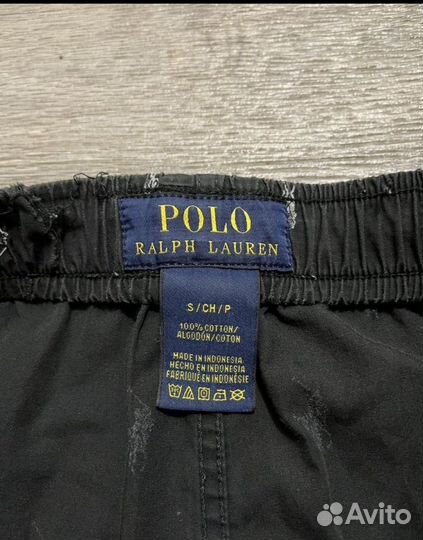 POLO
RALPH LAUREN
S/CH/P
100% COTTON/
ALGODÓN/COTON
MADE IN INDONESIA
HECHO EN INDONESIA
FABRIQUÉ EN INDONÉSIE
Avito